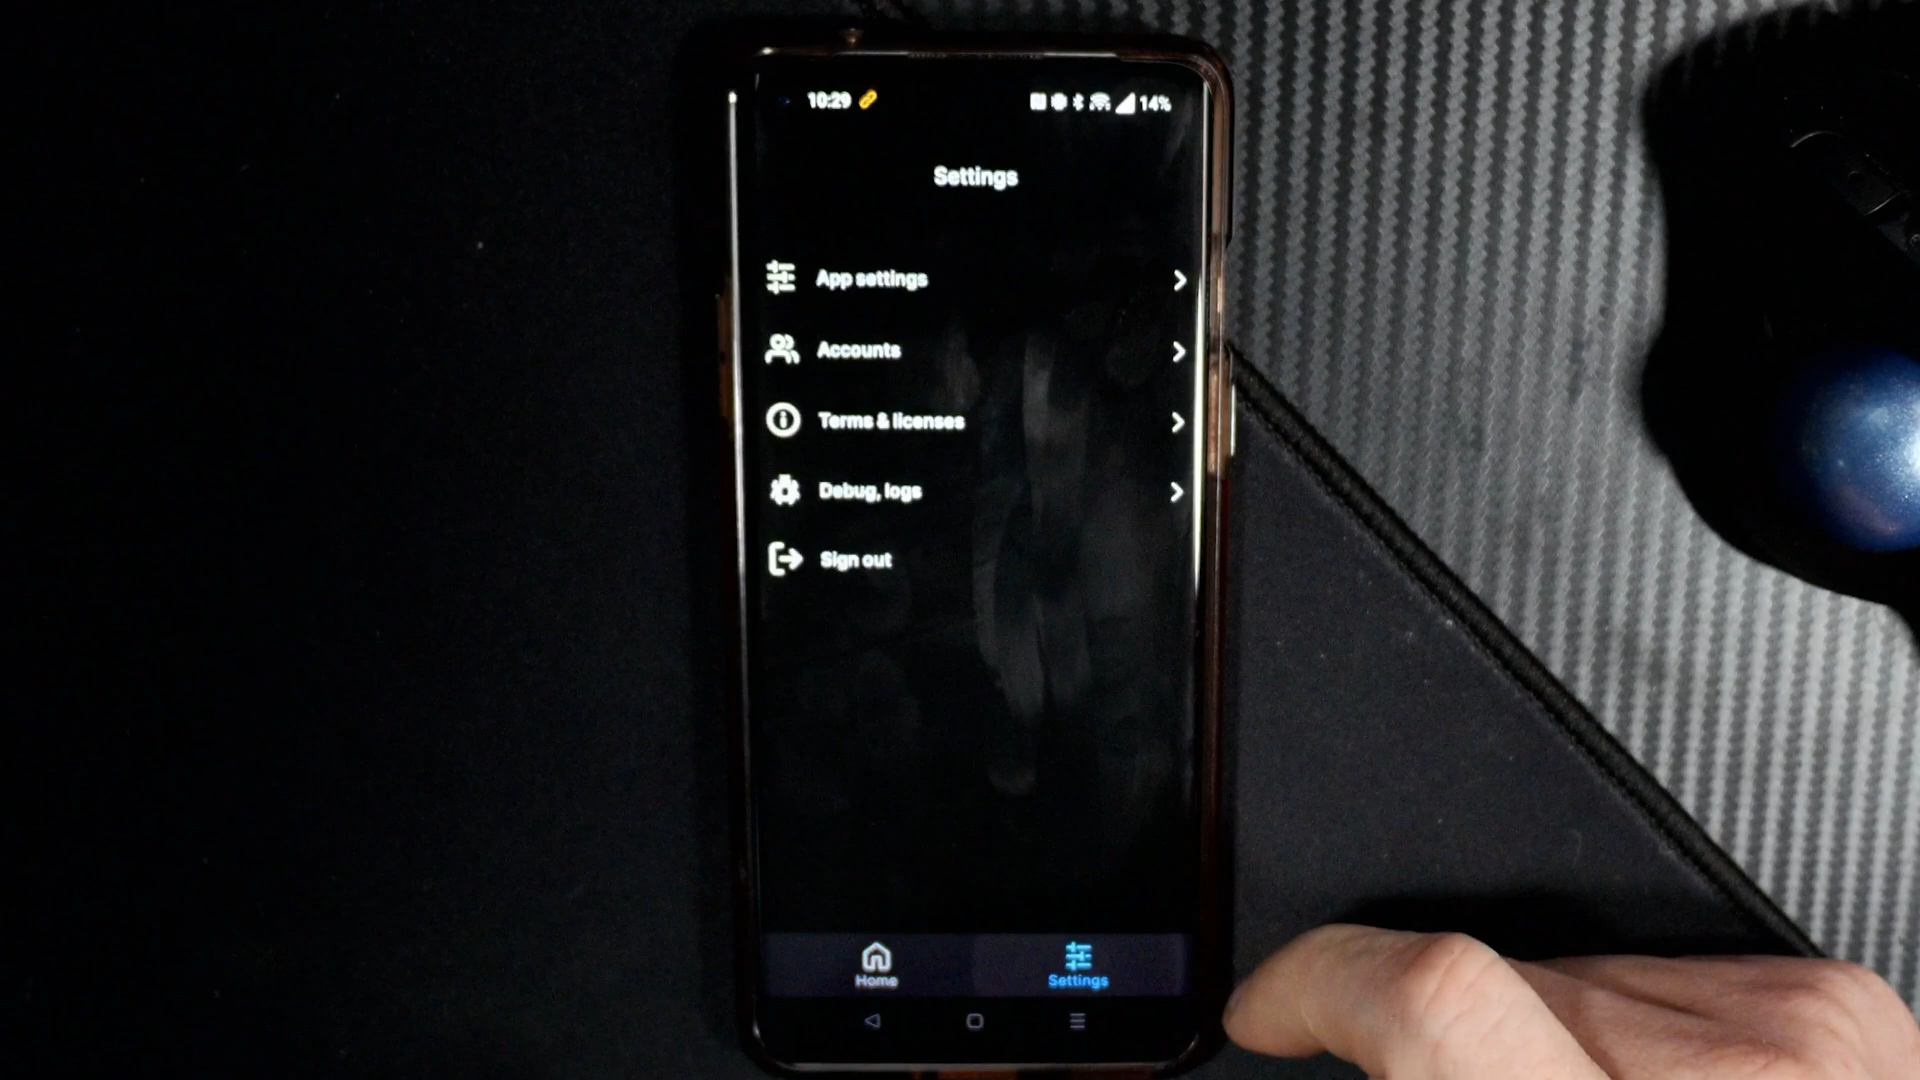 10:29
14%
Settings
App settings
Accounts
Terms & licenses
Debug, logs
Sign out
Home
Settings